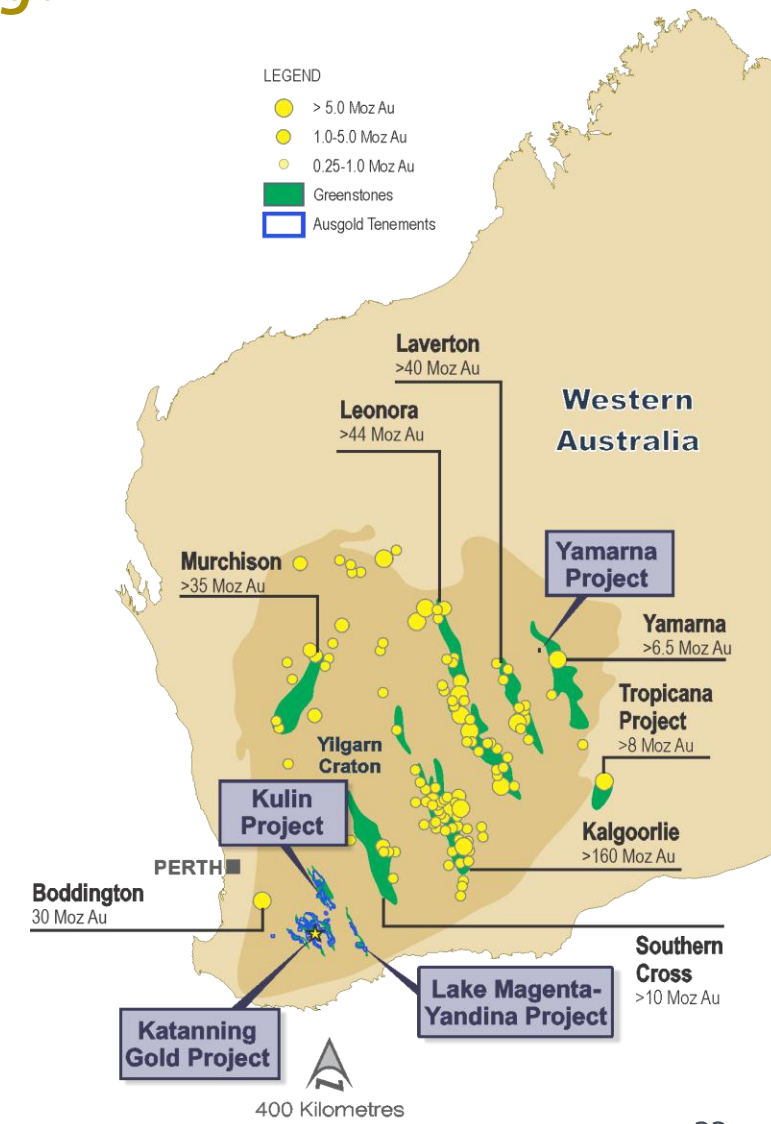 LEGEND
> 5.0 Moz Au
1.0-5.0 Moz Au
0.25-1.0 Moz Au
Greenstones
Ausgold Tenements
Laverton
>40 Moz Au
Leonora
>44 Moz Au
Western
Australia
Murchison
>35 Moz Au
Yamarna
Project
Yamarna
>6.5 Moz Au
Tropicana
Project
>8 Moz Au
Yilgarn
Craton
Kulin
Project
Kalgoorlie
>160 Moz Au
PERTH
Boddington
30 Moz Au
Southern
Cross
>10 Moz Au
Lake Magenta-
Yandina Project
Katanning
Gold Project
N
400 Kilometres